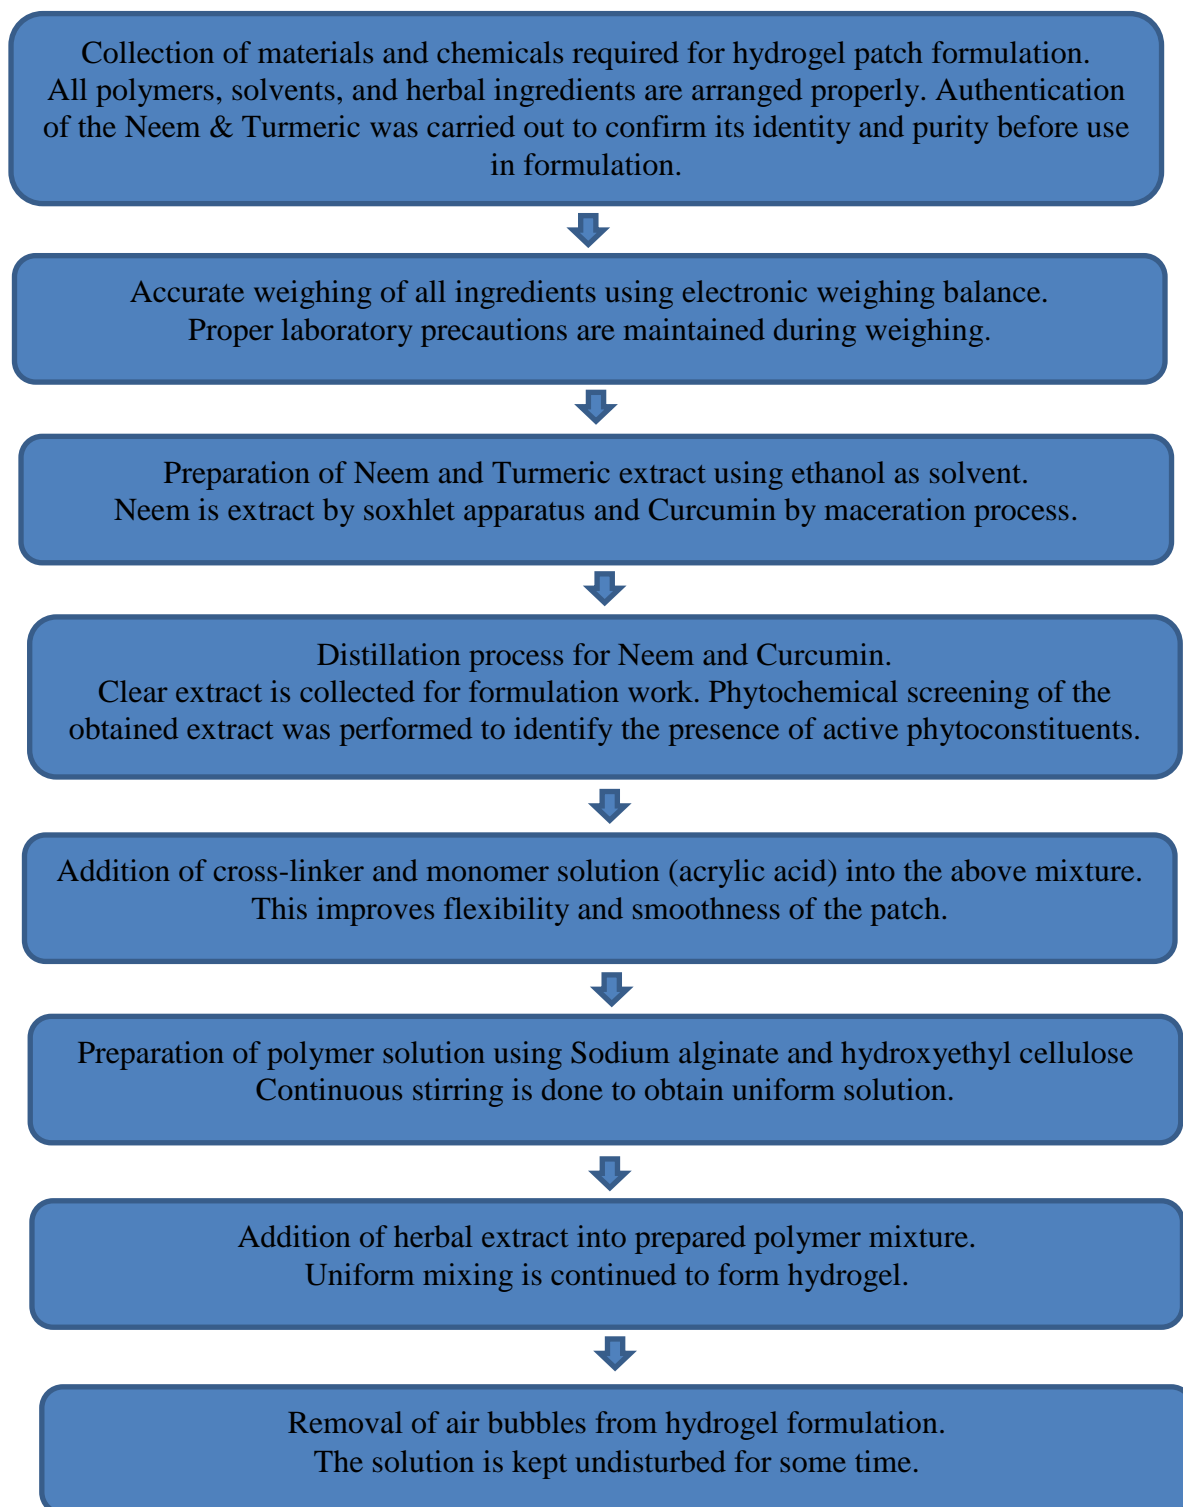 Collection of materials and chemicals required for hydrogel patch formulation.
All polymers, solvents, and herbal ingredients are arranged properly. Authentication
of the Neem & Turmeric was carried out to confirm its identity and purity before use
in formulation.
Accurate weighing of all ingredients using electronic weighing balance.
Proper laboratory precautions are maintained during weighing.
Preparation of Neem and Turmeric extract using ethanol as solvent.
Neem is extract by soxhlet apparatus and Curcumin by maceration process.
Distillation process for Neem and Curcumin.
Clear extract is collected for formulation work. Phytochemical screening of the
obtained extract was performed to identify the presence of active phytoconstituents.
Addition of cross-linker and monomer solution (acrylic acid) into the above mixture.
This improves flexibility and smoothness of the patch.
Preparation of polymer solution using Sodium alginate and hydroxyethyl cellulose
Continuous stirring is done to obtain uniform solution.
Addition of herbal extract into prepared polymer mixture.
Uniform mixing is continued to form hydrogel.
Removal of air bubbles from hydrogel formulation.
The solution is kept undisturbed for some time.